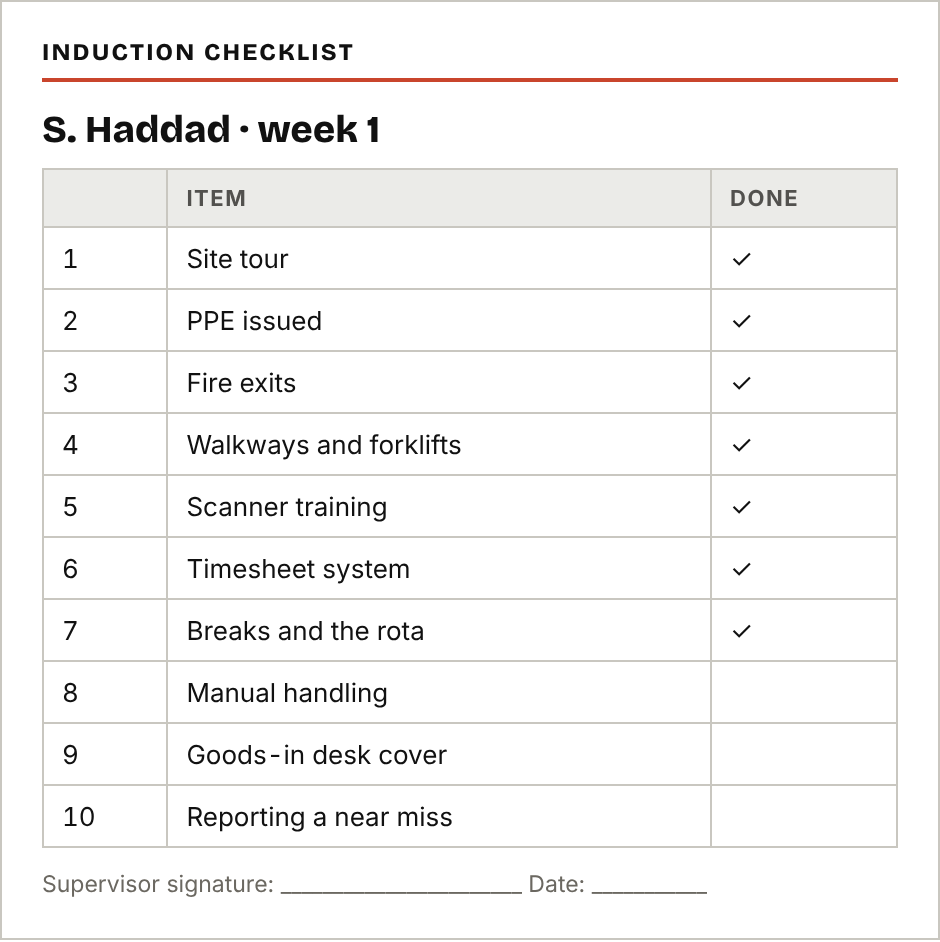 INDUCTION CHECKLIST
S. Haddad · week 1
ITEM DONE
1 Site tour ✓
2 PPE issued ✓
3 Fire exits ✓
4 Walkways and forklifts ✓
5 Scanner training ✓
6 Timesheet system ✓
7 Breaks and the rota ✓
8 Manual handling
9 Goods-in desk cover
10 Reporting a near miss
Supervisor signature: ____________________ Date: __________